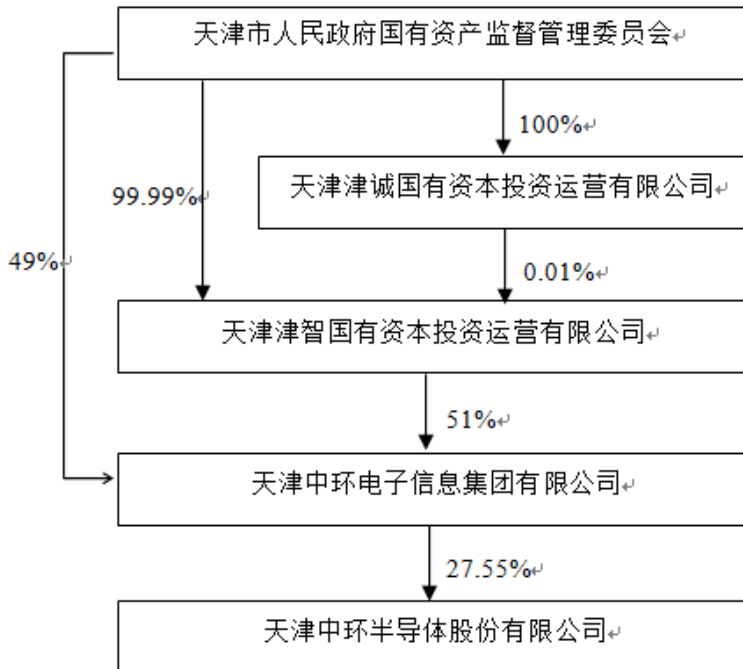 天津市人民政府国有资产监督管理委员会
100%
天津津诚国有资本投资运营有限公司
99.99%
49%
0.01%
天津津智国有资本投资运营有限公司
51%
天津中环电子信息集团有限公司
27.55%
天津中环半导体股份有限公司